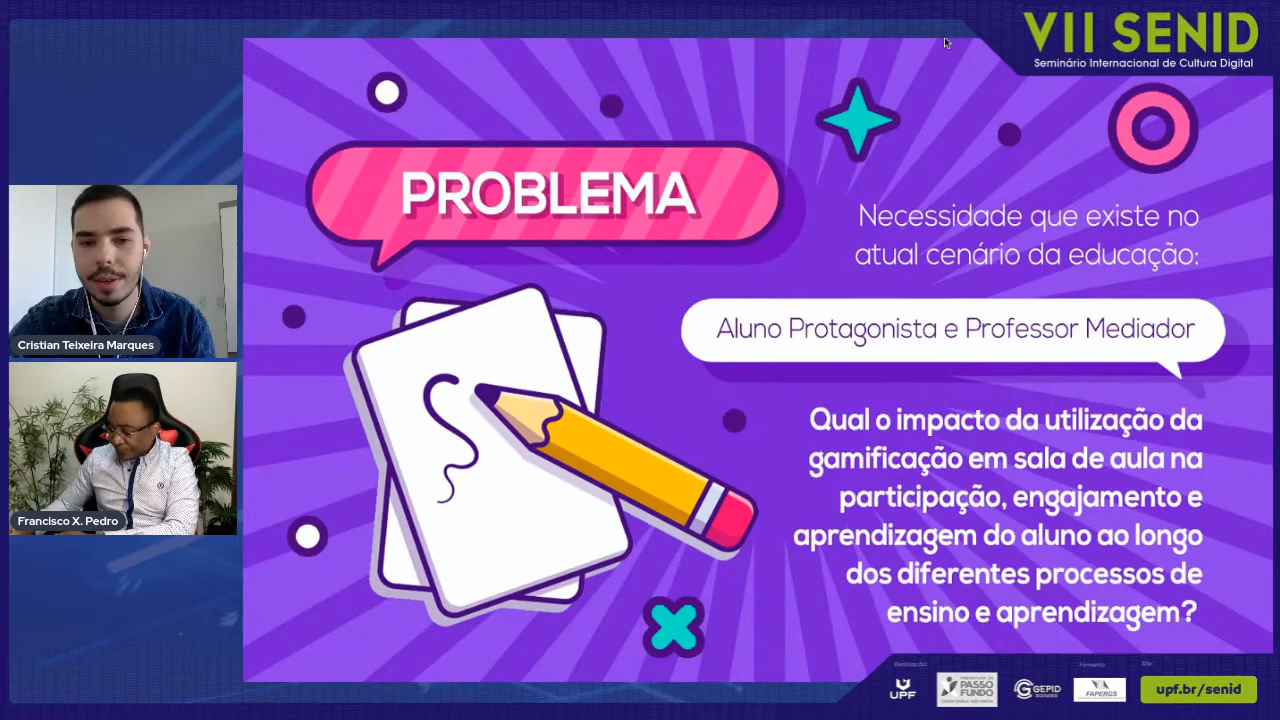 VII SENID
Seminário Internacional de Cultura Digital
PROBLEMA
Necessidade que existe no
atual cenário da educação:
Aluno Protagonista e Professor Mediador
Qual o impacto da utilização da
gamificação em sala de aula na
participação, engajamento e
aprendizagem do aluno ao longo
dos diferentes processos de
ensino e aprendizagem?
Cristian Teixeira Marques
Francisco X. Pedro
Realização:
UPF
PASSO
FUNDO
GEPID
Fomento:
FAPERGS
Site:
upf.br/senid